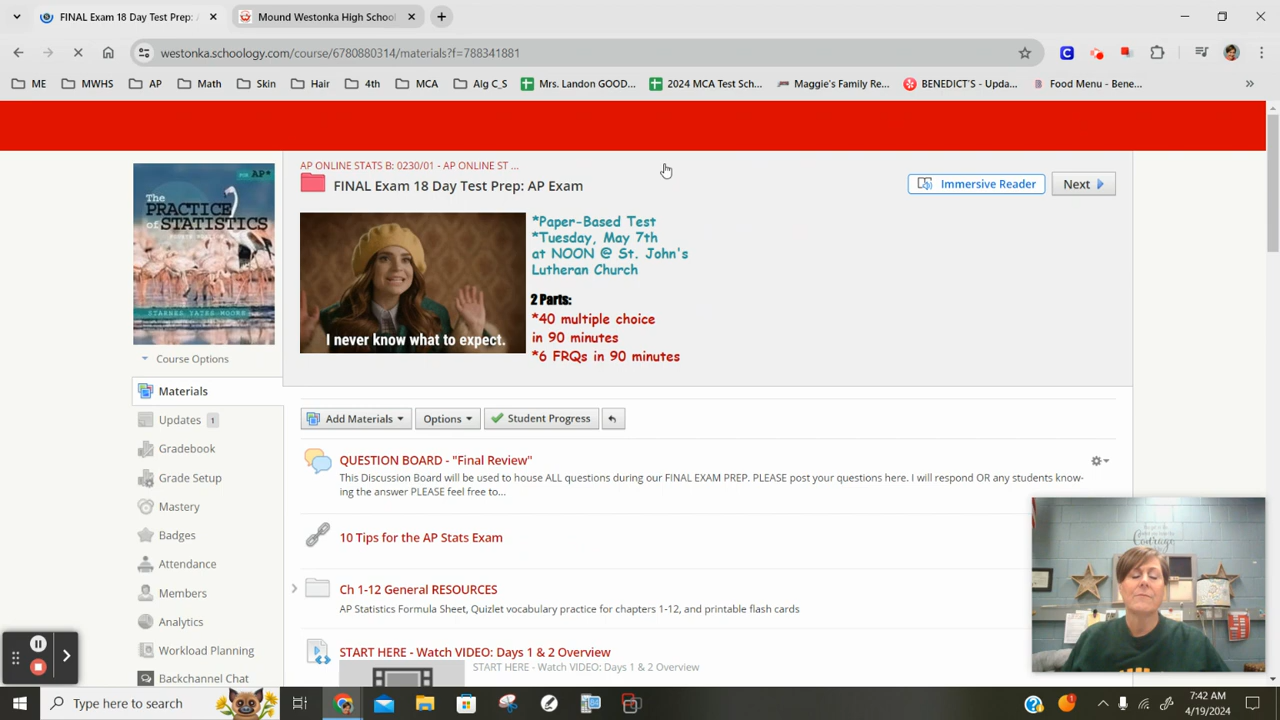 FINAL Exam 18 Day Test Prep: A
Mound Westonka High School
westonka.schoology.com/course/6780880314/materials?f=788341881
ME
MWHS
AP
Math
Skin
Hair
4th
MCA
Alg C_S
Mrs. Landon GOOD...
2024 MCA Test Sch...
Maggie's Family Re...
BENEDICT'S - Upda...
Food Menu - Bene...
AP ONLINE STATS B: 0230/01 - AP ONLINE ST ...
FINAL Exam 18 Day Test Prep: AP Exam
Immersive Reader
Next
FOR AP*
The
PRACTICE
of STATISTICS
STARNES YATES MOORE
I never know what to expect.
*Paper-Based Test
*Tuesday, May 7th
at NOON @ St. John's
Lutheran Church
2 Parts:
*40 multiple choice
in 90 minutes
*6 FRQs in 90 minutes
Course Options
Materials
Updates 1
Gradebook
Grade Setup
Mastery
Badges
Attendance
Members
Analytics
Workload Planning
Backchannel Chat
Add Materials
Options
Student Progress
QUESTION BOARD - "Final Review"
This Discussion Board will be used to house ALL questions during our FINAL EXAM PREP. PLEASE post your questions here. I will respond OR any students know-
ing the answer PLEASE feel free to...
10 Tips for the AP Stats Exam
Ch 1-12 General RESOURCES
AP Statistics Formula Sheet, Quizlet vocabulary practice for chapters 1-12, and printable flash cards
START HERE - Watch VIDEO: Days 1 & 2 Overview
START HERE - Watch VIDEO: Days 1 & 2 Overview
Courage
Type here to search
7:42 AM
4/19/2024